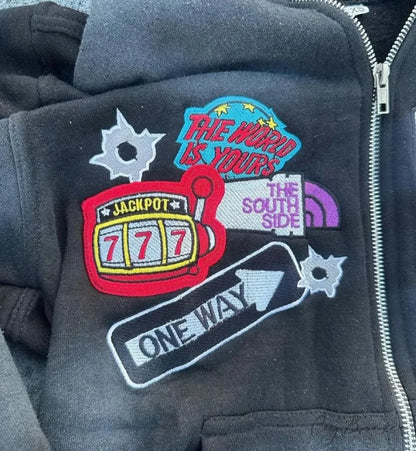 THE WORLD
IS YOURS
JACKPOT
777
THE
SOUTH
SIDE
ONE WAY